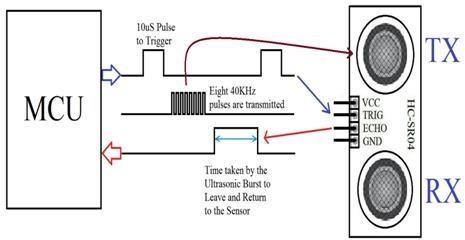 10uS Pulse
to Trigger
TX
MCU
Eight 40KHz
pulses are transmitted
VCC
TRIG
ECHO
GND
HC-SR04
Time taken by the
Ultrasonic Burst to
Leave and Return
to the Sensor
RX